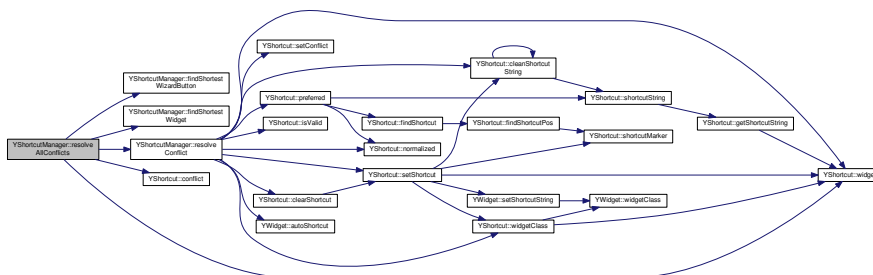 YShortcutManager::resolve
AllConflicts
YShortcutManager::findShortest
WizardButton
YShortcutManager::findShortest
Widget
YShortcutManager::resolve
Conflict
YShortcut::conflict
YShortcut::setConflict
YShortcut::preferred
YShortcut::isValid
YShortcut::clearShortcut
YWidget::autoShortcut
YShortcut::findShortcut
YShortcut::normalized
YShortcut::setShortcut
YShortcut::cleanShortcut
String
YShortcut::findShortcutPos
YWidget::setShortcutString
YShortcut::widgetClass
YShortcut::shortcutString
YShortcut::shortcutMarker
YWidget::widgetClass
YShortcut::getShortcutString
YShortcut::widget